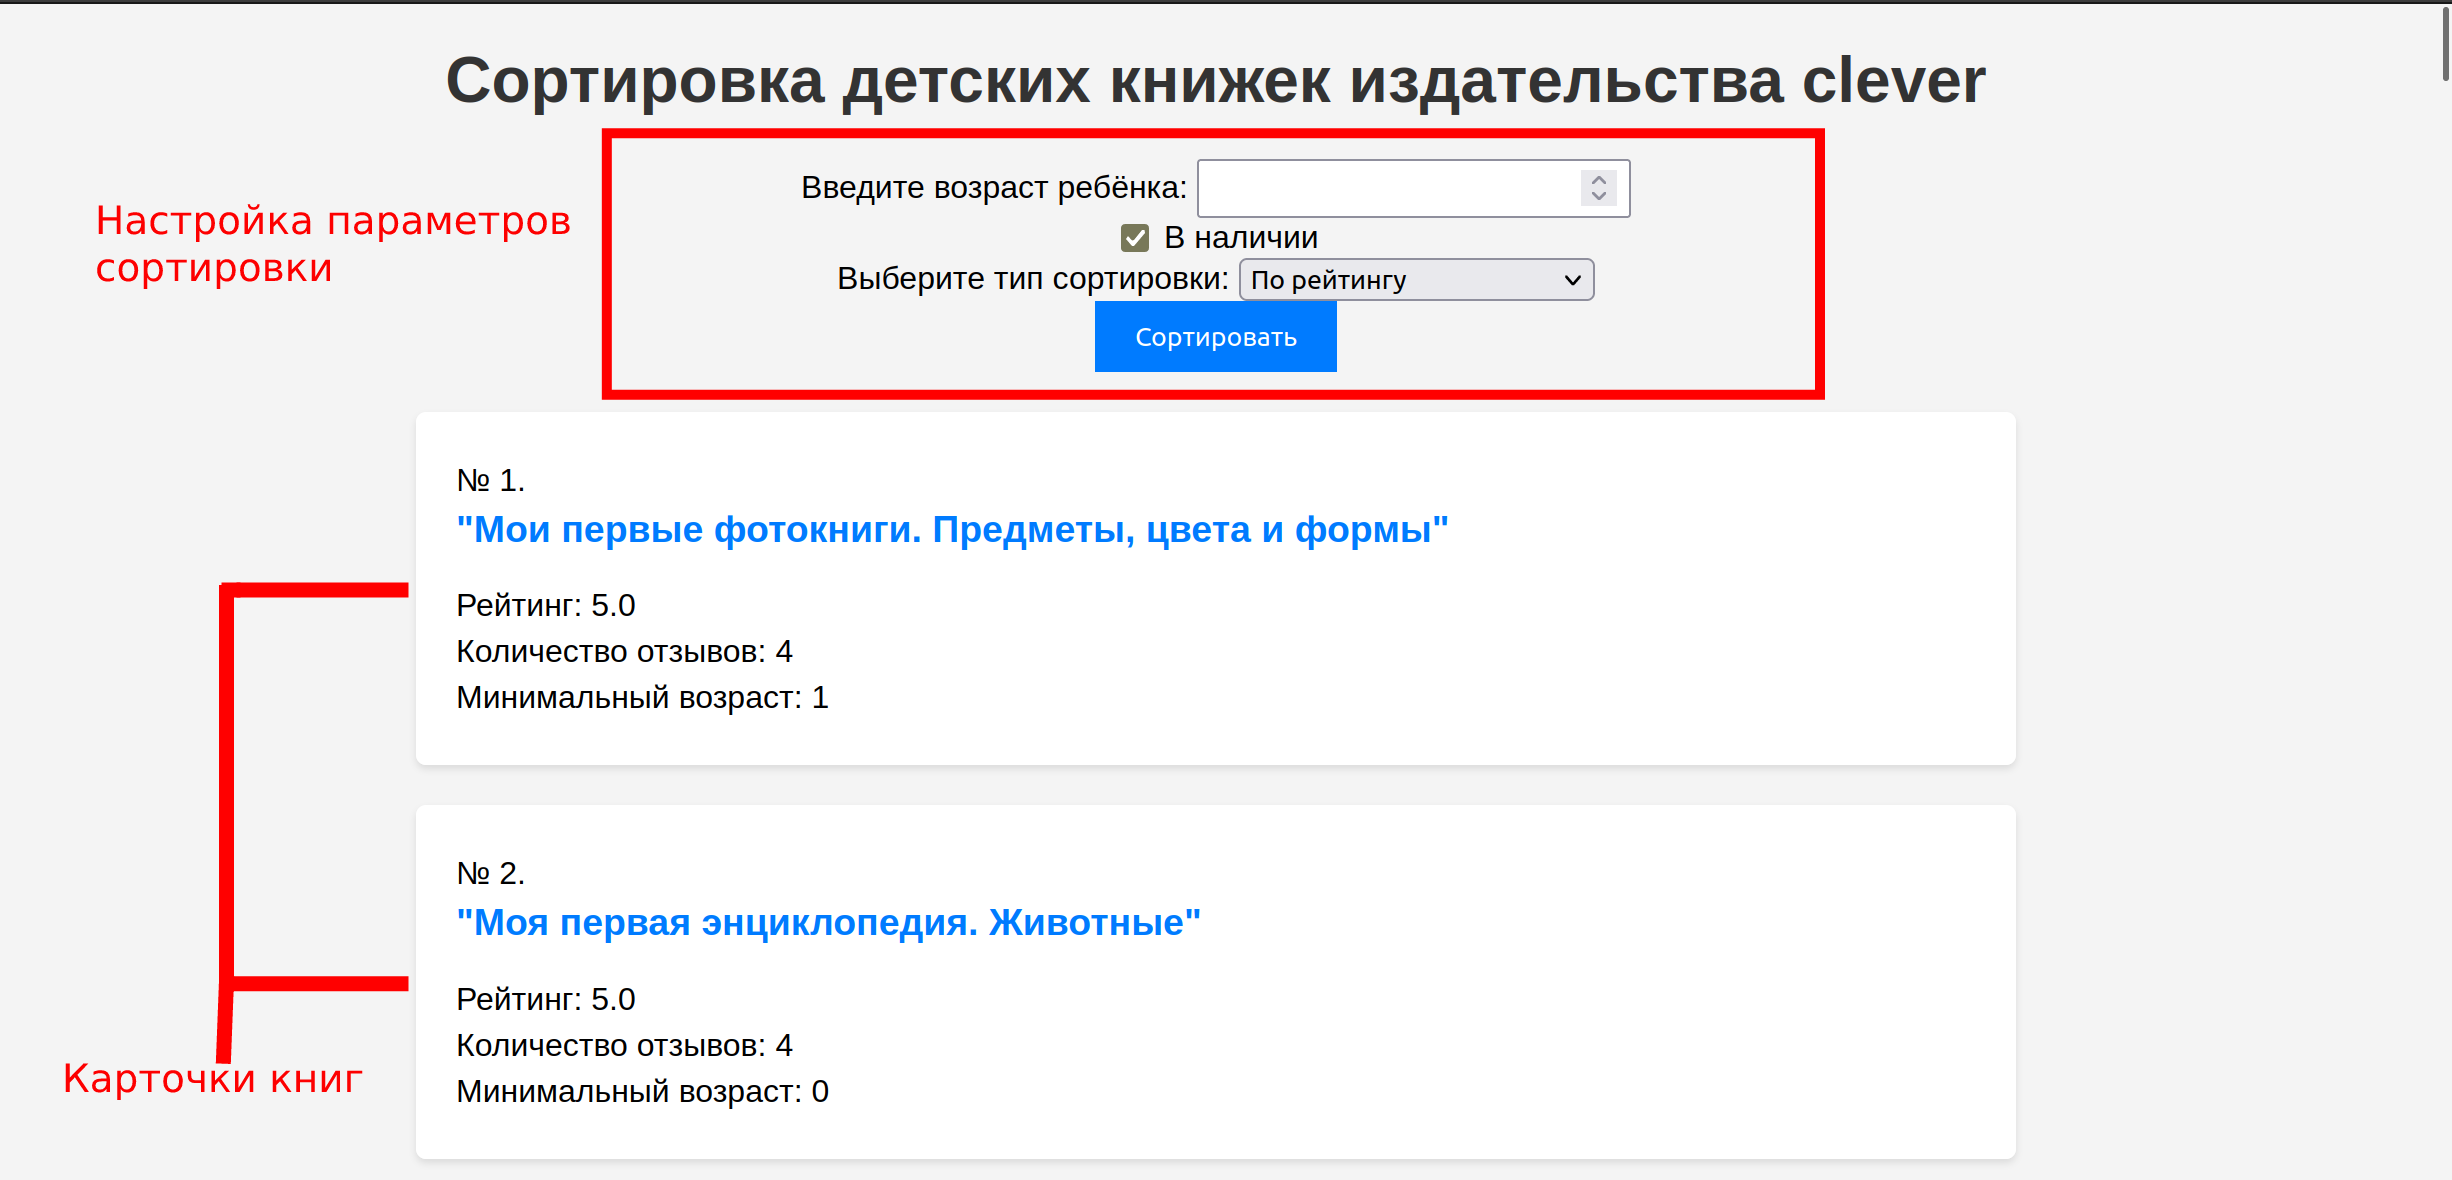 Сортировка детских книжек издательства clever
Введите возраст ребёнка:
В наличии
Выберите тип сортировки: По рейтингу
Сортировать
Настройка параметров
сортировки
№ 1.
"Мои первые фотокниги. Предметы, цвета и формы"
Рейтинг: 5.0
Количество отзывов: 4
Минимальный возраст: 1
№ 2.
"Моя первая энциклопедия. Животные"
Рейтинг: 5.0
Количество отзывов: 4
Минимальный возраст: 0
Карточки книг